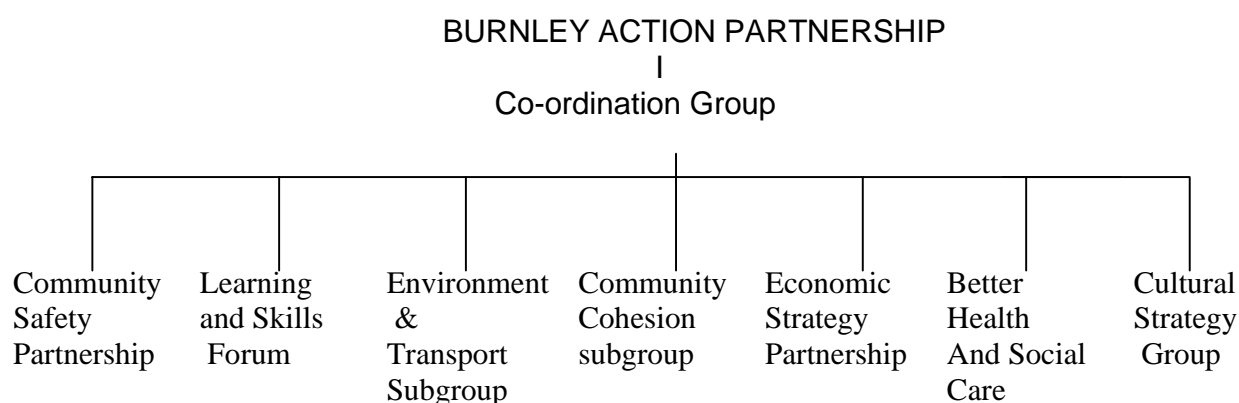 BURNLEY ACTION PARTNERSHIP
I
Co-ordination Group
Community
Safety
Partnership
Learning
and Skills
Forum
Environment
&
Transport
Subgroup
Community
Cohesion
subgroup
Economic
Strategy
Partnership
Better
Health
And Social
Care
Cultural
Strategy
Group